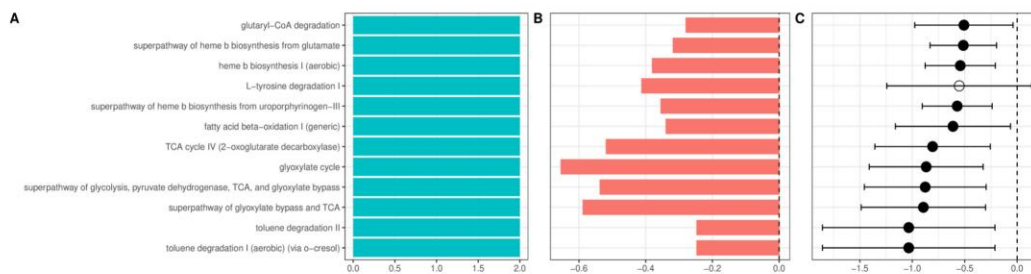 A
B
C
glutaryl−CoA degradation
superpathway of heme b biosynthesis from glutamate
heme b biosynthesis I (aerobic)
L−tyrosine degradation I
superpathway of heme b biosynthesis from uroporphyrinogen−III
fatty acid beta−oxidation I (generic)
TCA cycle IV (2−oxoglutarate decarboxylase)
glyoxylate cycle
superpathway of glycolysis, pyruvate dehydrogenase, TCA, and glyoxylate bypass
superpathway of glyoxylate bypass and TCA
toluene degradation II
toluene degradation I (aerobic) (via o−cresol)
0.0 0.5 1.0 1.5 2.0
−0.6 −0.4 −0.2 0.0
−1.5 −1.0 −0.5 0.0